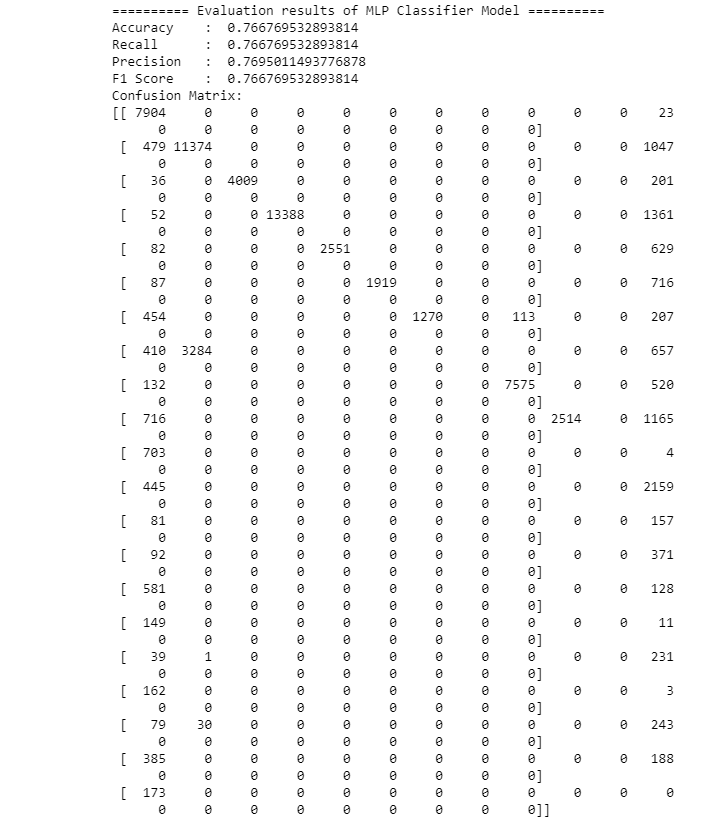 ========== Evaluation results of MLP Classifier Model ==========
Accuracy    :  0.766769532893814
Recall      :  0.766769532893814
Precision   :  0.7695011493776878
F1 Score    :  0.766769532893814
Confusion Matrix:
[[ 7904     0     0     0     0     0     0     0     0     0     0    23
      0     0     0     0     0     0     0     0     0]
 [  479 11374     0     0     0     0     0     0     0     0     0  1047
      0     0     0     0     0     0     0     0     0]
 [   36     0  4009     0     0     0     0     0     0     0     0   201
      0     0     0     0     0     0     0     0     0]
 [   52     0     0 13388     0     0     0     0     0     0     0  1361
      0     0     0     0     0     0     0     0     0]
 [   82     0     0     0  2551     0     0     0     0     0     0   629
      0     0     0     0     0     0     0     0     0]
 [   87     0     0     0     0  1919     0     0     0     0     0   716
      0     0     0     0     0     0     0     0     0]
 [  454     0     0     0     0     0  1270     0   113     0     0   207
      0     0     0     0     0     0     0     0     0]
 [  410  3284     0     0     0     0     0     0     0     0     0   657
      0     0     0     0     0     0     0     0     0]
 [  132     0     0     0     0     0     0     0  7575     0     0   520
      0     0     0     0     0     0     0     0     0]
 [  716     0     0     0     0     0     0     0     0  2514     0  1165
      0     0     0     0     0     0     0     0     0]
 [  703     0     0     0     0     0     0     0     0     0     0     4
      0     0     0     0     0     0     0     0     0]
 [  445     0     0     0     0     0     0     0     0     0     0  2159
      0     0     0     0     0     0     0     0     0]
 [   81     0     0     0     0     0     0     0     0     0     0   157
      0     0     0     0     0     0     0     0     0]
 [   92     0     0     0     0     0     0     0     0     0     0   371
      0     0     0     0     0     0     0     0     0]
 [  581     0     0     0     0     0     0     0     0     0     0   128
      0     0     0     0     0     0     0     0     0]
 [  149     0     0     0     0     0     0     0     0     0     0    11
      0     0     0     0     0     0     0     0     0]
 [   39     1     0     0     0     0     0     0     0     0     0   231
      0     0     0     0     0     0     0     0     0]
 [  162     0     0     0     0     0     0     0     0     0     0     3
      0     0     0     0     0     0     0     0     0]
 [   79    30     0     0     0     0     0     0     0     0     0   243
      0     0     0     0     0     0     0     0     0]
 [  385     0     0     0     0     0     0     0     0     0     0   188
      0     0     0     0     0     0     0     0     0]
 [  173     0     0     0     0     0     0     0     0     0     0     0
      0     0     0     0     0     0     0     0     0]]